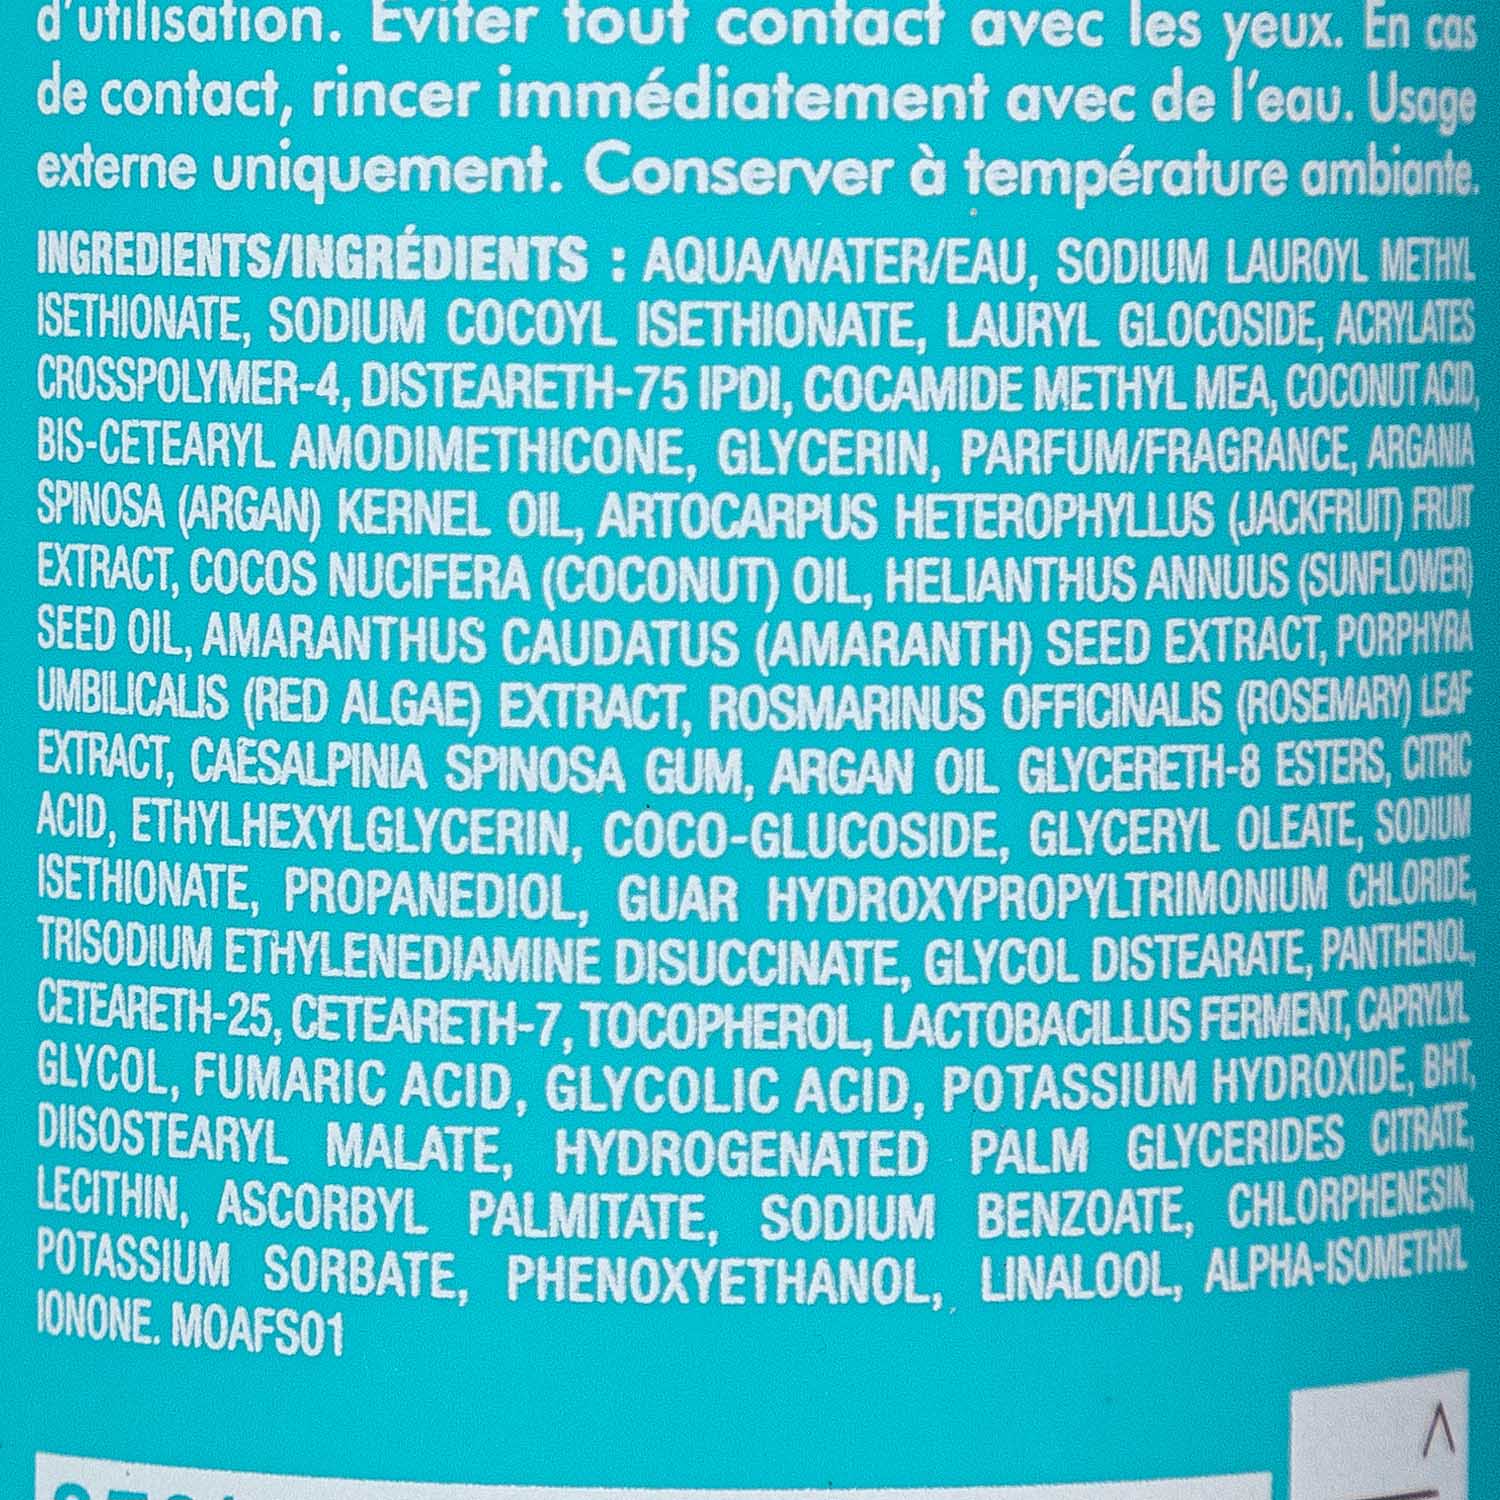 d'utilisation. Éviter tout contact avec les yeux. En cas
de contact, rincer immédiatement avec de l'eau. Usage
externe uniquement. Conserver à température ambiante.
INGREDIENTS/INGRÉDIENTS : AQUA/WATER/EAU, SODIUM LAUROYL METHYL
ISETHIONATE, SODIUM COCOYL ISETHIONATE, LAURYL GLOCOSIDE, ACRYLATES
CROSSPOLYMER-4, DISTEARETH-75 IPDI, COCAMIDE METHYL MEA, COCONUT ACID,
BIS-CETEARYL AMODIMETHICONE, GLYCERIN, PARFUM/FRAGRANCE, ARGANIA
SPINOSA (ARGAN) KERNEL OIL, ARTOCARPUS HETEROPHYLLUS (JACKFRUIT) FRUIT
EXTRACT, COCOS NUCIFERA (COCONUT) OIL, HELIANTHUS ANNUUS (SUNFLOWER)
SEED OIL, AMARANTHUS CAUDATUS (AMARANTH) SEED EXTRACT, PORPHYRA
UMBILICALIS (RED ALGAE) EXTRACT, ROSMARINUS OFFICINALIS (ROSEMARY) LEAF
EXTRACT, CAESALPINIA SPINOSA GUM, ARGAN OIL GLYCERETH-8 ESTERS, CITRIC
ACID, ETHYLHEXYLGLYCERIN, COCO-GLUCOSIDE, GLYCERYL OLEATE, SODIUM
ISETHIONATE, PROPANEDIOL, GUAR HYDROXYPROPYLTRIMONIUM CHLORIDE,
TRISODIUM ETHYLENEDIAMINE DISUCCINATE, GLYCOL DISTEARATE, PANTHENOL,
CETEARETH-25, CETEARETH-7, TOCOPHEROL, LACTOBACILLUS FERMENT, CAPRYLYL
GLYCOL, FUMARIC ACID, GLYCOLIC ACID, POTASSIUM HYDROXIDE, BHT,
DIISOSTEARYL MALATE, HYDROGENATED PALM GLYCERIDES CITRATE,
LECITHIN, ASCORBYL PALMITATE, SODIUM BENZOATE, CHLORPHENESIN,
POTASSIUM SORBATE, PHENOXYETHANOL, LINALOOL, ALPHA-ISOMETHYL
IONONE. MOAFS01